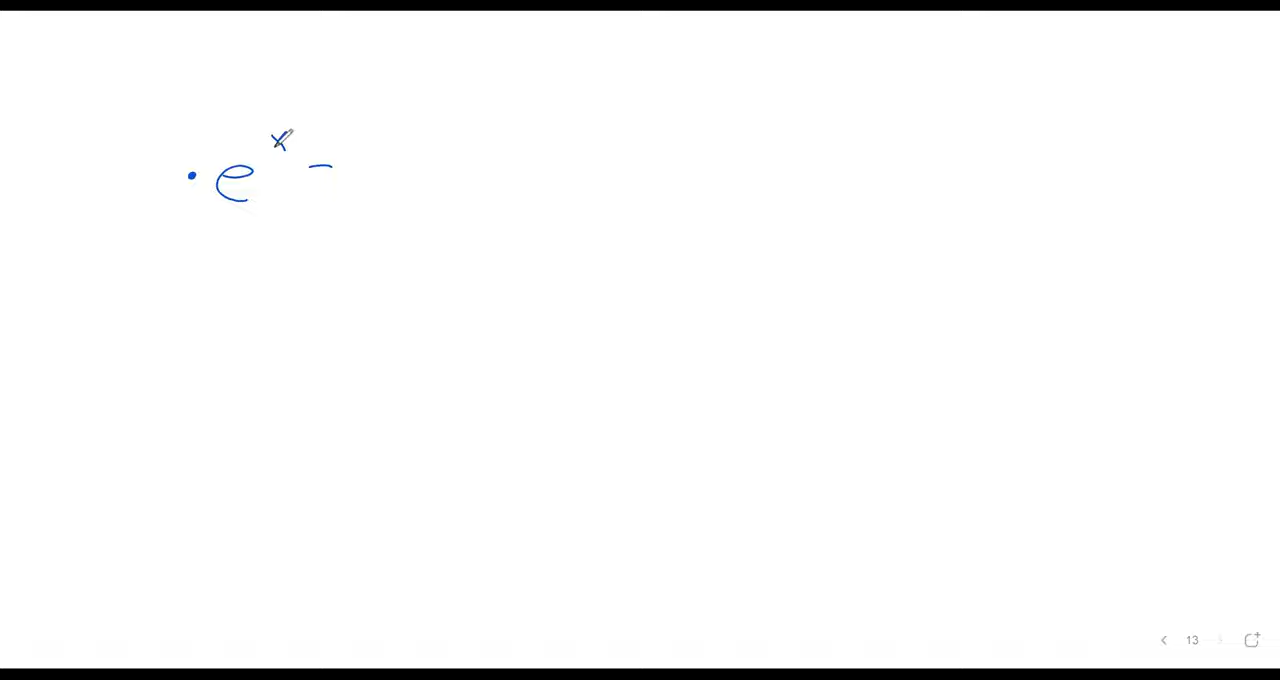 • e^x –
13